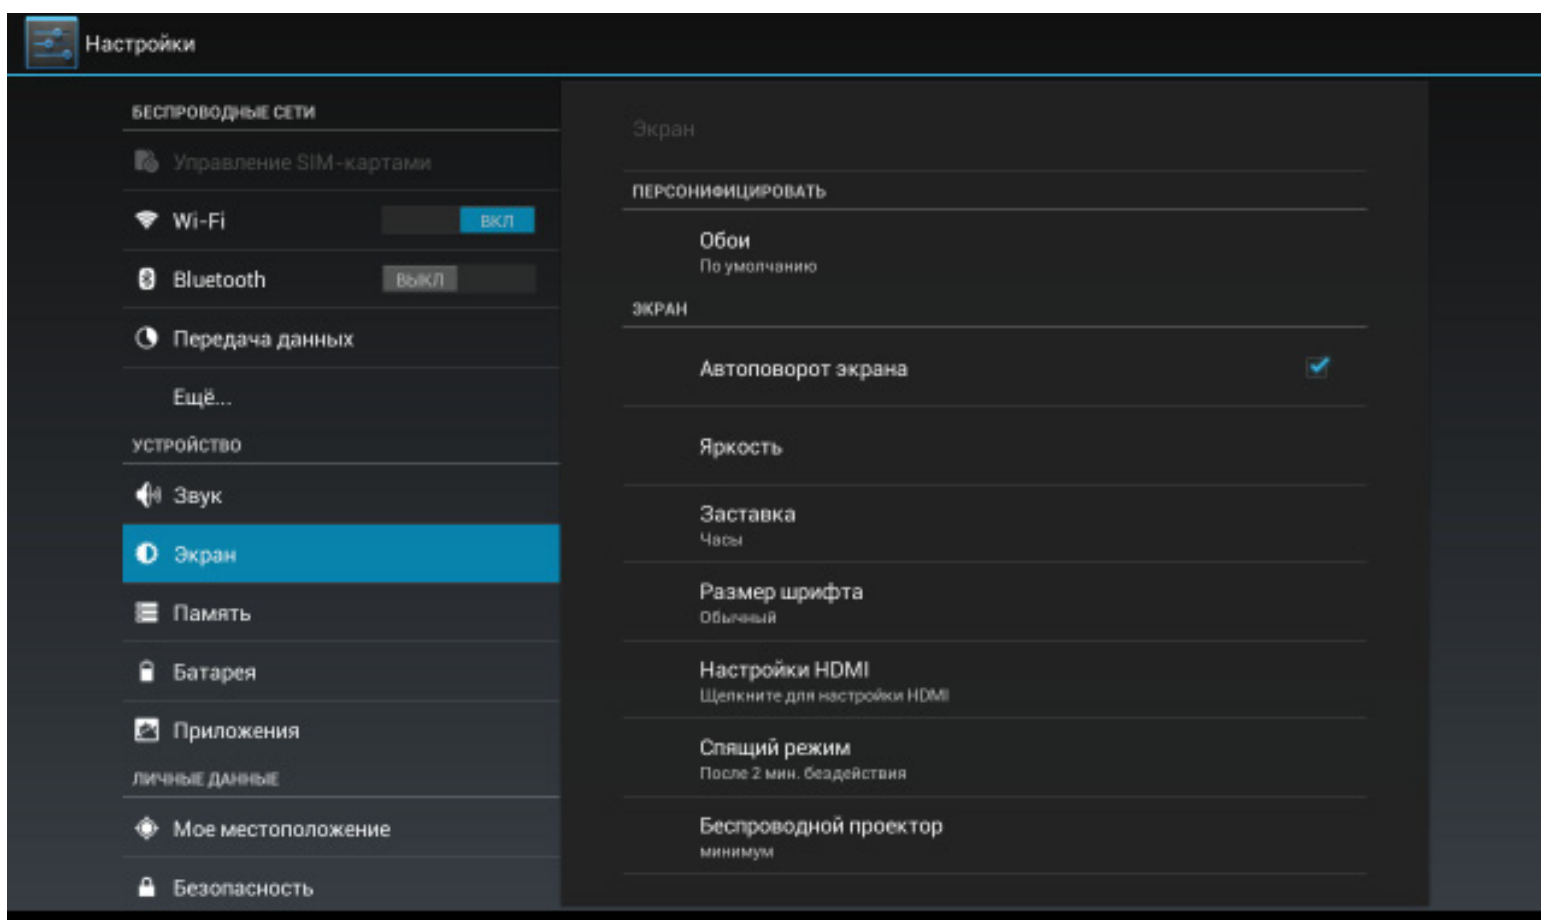 Настройки
БЕСПРОВОДНЫЕ СЕТИ
Управление SIM-картами
Wi-Fi
ВКЛ
Bluetooth
ВЫКЛ
Передача данных
Ещё...
УСТРОЙСТВО
Звук
Экран
Память
Батарея
Приложения
ЛИЧНЫЕ ДАННЫЕ
Мое местоположение
Безопасность
Экран
ПЕРСОНИФИЦИРОВАТЬ
Обои
По умолчанию
ЭКРАН
Автоповорот экрана
Яркость
Заставка
Часы
Размер шрифта
Обычный
Настройки HDMI
Щелкните для настройки HDMI
Спящий режим
После 2 мин. бездействия
Беспроводной проектор
минимум